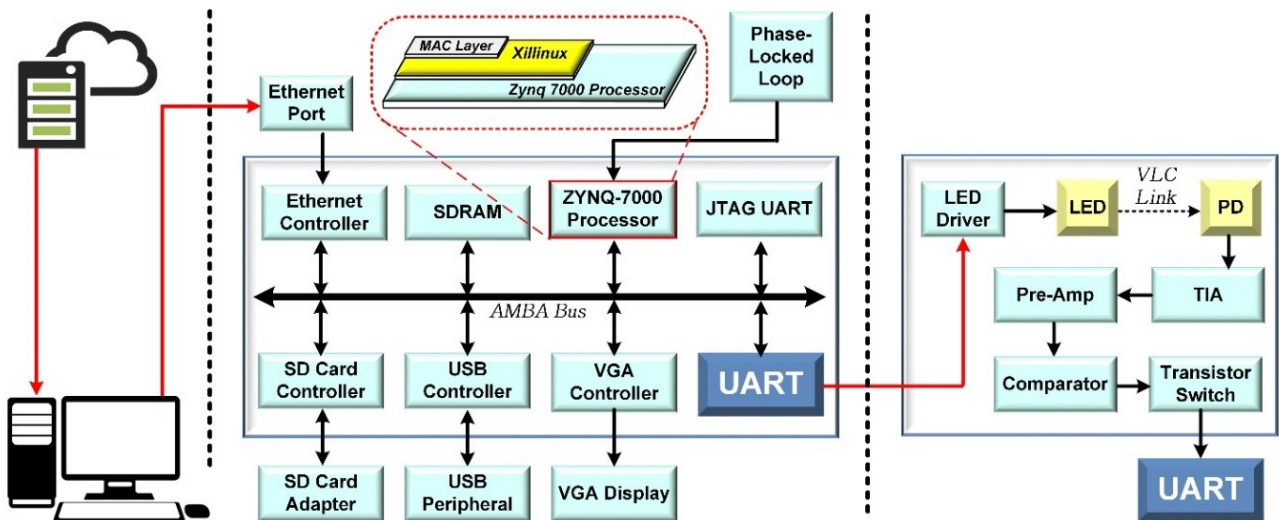 MAC Layer
Xillinux
Zynq 7000 Processor
Phase-
Locked
Loop
Ethernet
Port
Ethernet
Controller
SDRAM
ZYNQ-7000
Processor
JTAG UART
AMBA Bus
SD Card
Controller
USB
Controller
VGA
Controller
UART
SD Card
Adapter
USB
Peripheral
VGA Display
LED
Driver
LED
VLC
Link
PD
Pre-Amp
TIA
Comparator
Transistor
Switch
UART